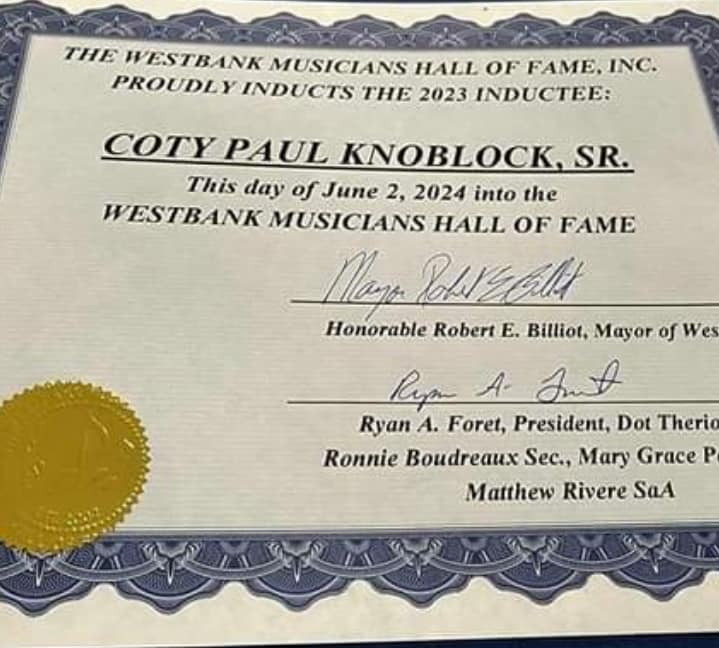 THE WESTBANK MUSICIANS HALL OF FAME, INC.
PROUDLY INDUCTS THE 2023 INDUCTEE:
COTY PAUL KNOBLOCK, SR.
This day of June 2, 2024 into the
WESTBANK MUSICIANS HALL OF FAME
Mayor Robert E Billiot
Honorable Robert E. Billiot, Mayor of Wes
Ryan A. Foret
Ryan A. Foret, President, Dot Therio
Ronnie Boudreaux Sec., Mary Grace P
Matthew Rivere SaA